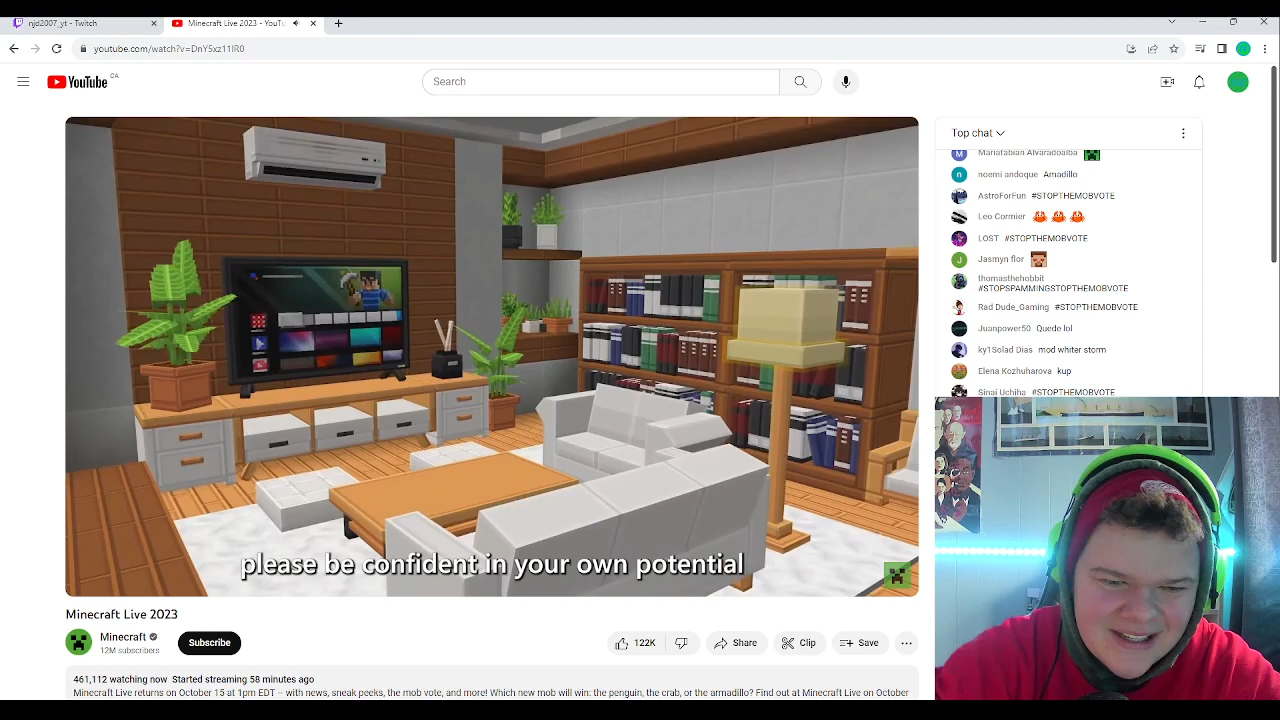 njd2007_yt - Twitch
Minecraft Live 2023 - YouTu
youtube.com/watch?v=DnY5xz11IR0
YouTube CA
Search
Top chat
Mariafabian Alvaradoalba
noemi andoque Amadillo
AstroForFun #STOPTHEMOBVOTE
Leo Cormier
LOST #STOPTHEMOBVOTE
Jasmyn flor
thomasthehobbit
#STOPSPAMMINGSTOPTHEMOBVOTE
Rad Dude_Gaming #STOPTHEMOBVOTE
Juanpower50 Quede lol
ky1Solad Dias mod whiter storm
Elena Kozhuharova kup
Sinai Uchiha #STOPTHEMOBVOTE
please be confident in your own potential
Minecraft Live 2023
Minecraft
12M subscribers
Subscribe
122K
Share
Clip
Save
461,112 watching now Started streaming 58 minutes ago
Minecraft Live returns on October 15 at 1pm EDT – with news, sneak peeks, the mob vote, and more! Which new mob will win: the penguin, the crab, or the armadillo? Find out at Minecraft Live on October